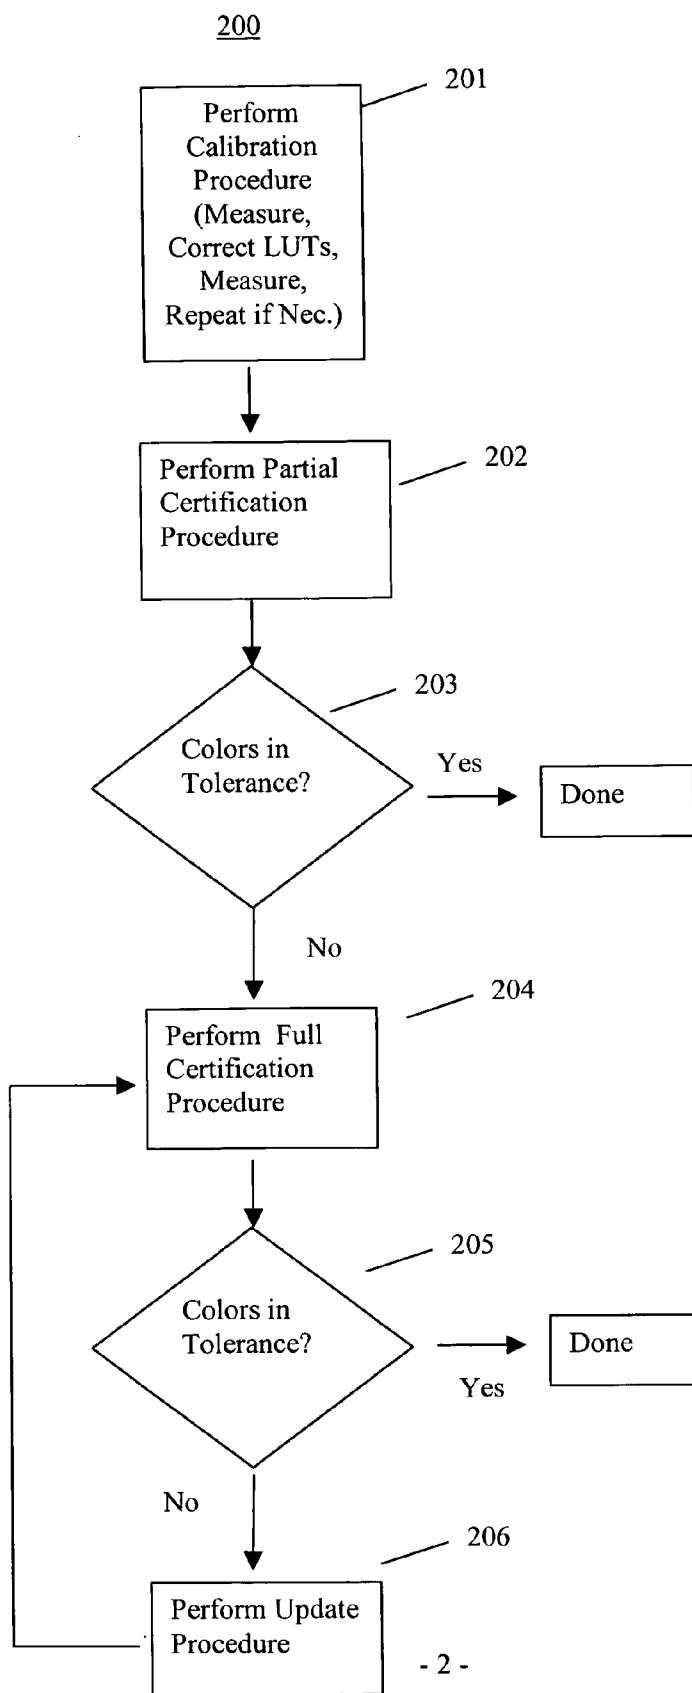 200
201
Perform
Calibration
Procedure
(Measure,
Correct LUTs,
Measure,
Repeat if Nec.)
202
Perform Partial
Certification
Procedure
203
Colors in
Tolerance?
Yes
Done
No
204
Perform Full
Certification
Procedure
205
Colors in
Tolerance?
Yes
Done
No
206
Perform Update
Procedure
- 2 -